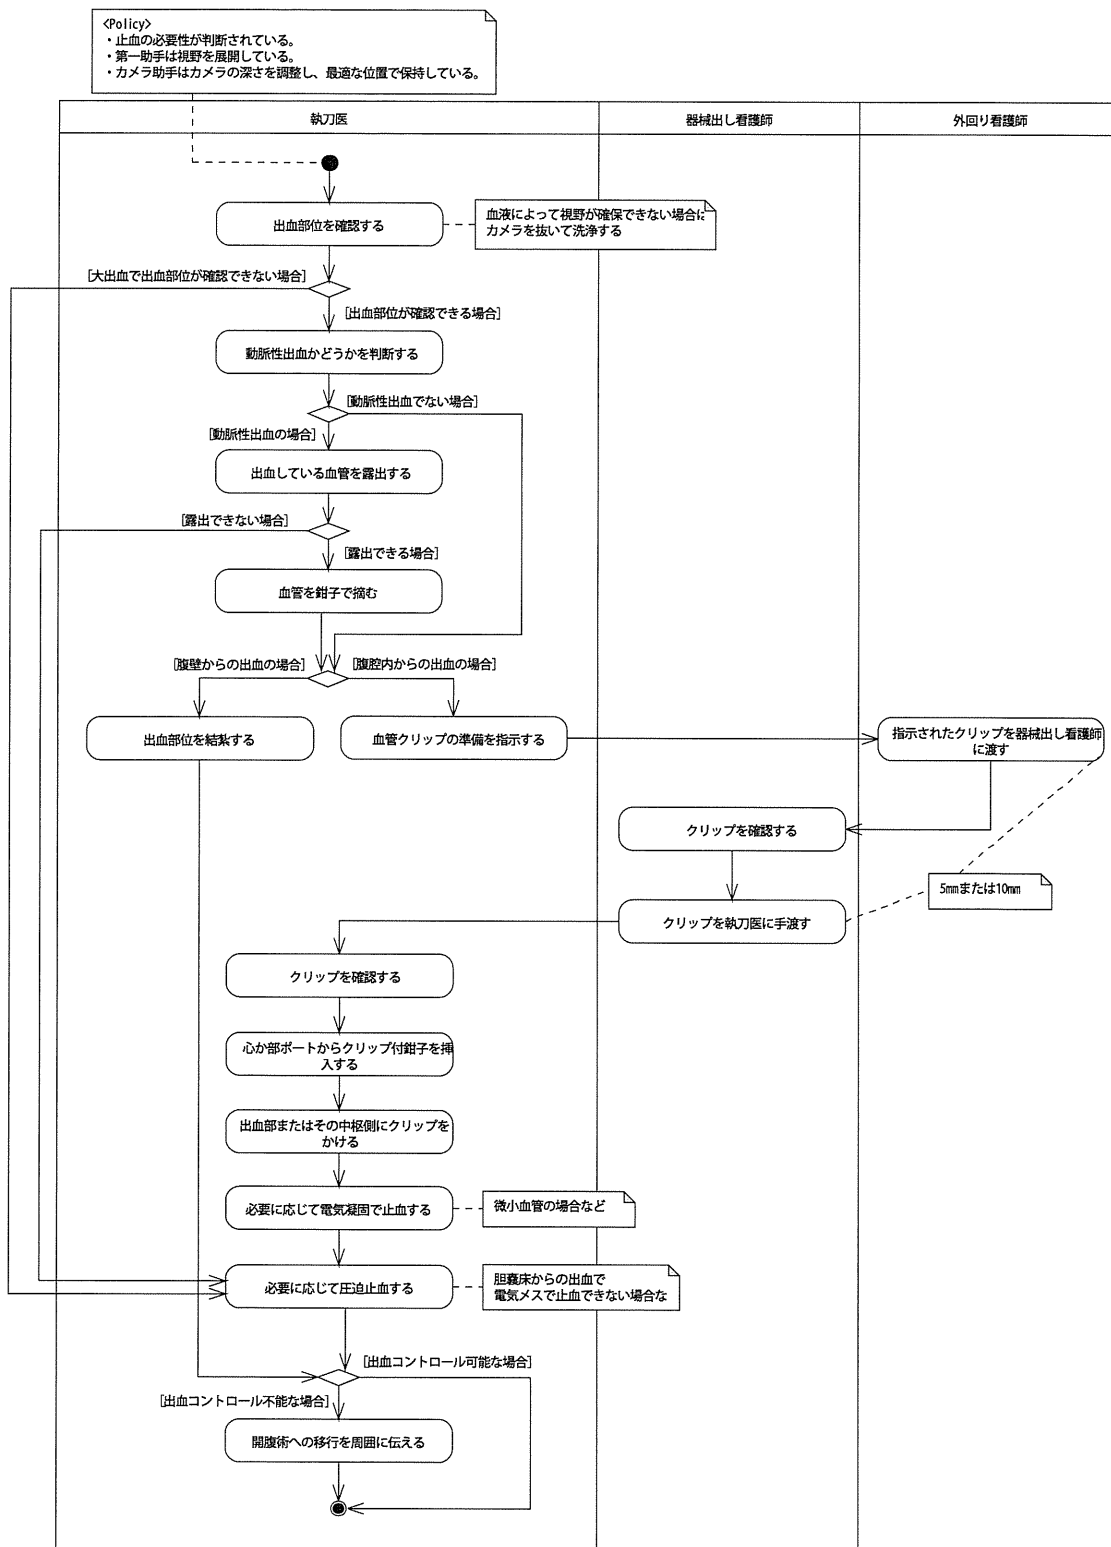 <Policy>
・止血の必要性が判断されている。
・第一助手は視野を展開している。
・カメラ助手はカメラの深さを調整し、最適な位置で保持している。
執刀医
器械出し看護師
外回り看護師
出血部位を確認する
血液によって視野が確保できない場合に
カメラを抜いて洗浄する
[大出血で出血部位が確認できない場合]
[出血部位が確認できる場合]
動脈性出血かどうかを判断する
[動脈性出血でない場合]
[動脈性出血の場合]
出血している血管を露出する
[露出できない場合]
[露出できる場合]
血管を鉗子で摘む
[腹壁からの出血の場合]
[腹腔内からの出血の場合]
出血部位を結紮する
血管クリップの準備を指示する
指示されたクリップを器械出し看護師
に渡す
クリップを確認する
5mmまたは10mm
クリップを執刀医に手渡す
クリップを確認する
心か部ポートからクリップ付鉗子を挿
入する
出血部またはその中枢側にクリップを
かける
必要に応じて電気凝固で止血する
微小血管の場合など
必要に応じて圧迫止血する
胆嚢床からの出血で
電気メスで止血できない場合な
[出血コントロール可能な場合]
[出血コントロール不能な場合]
開腹術への移行を周囲に伝える